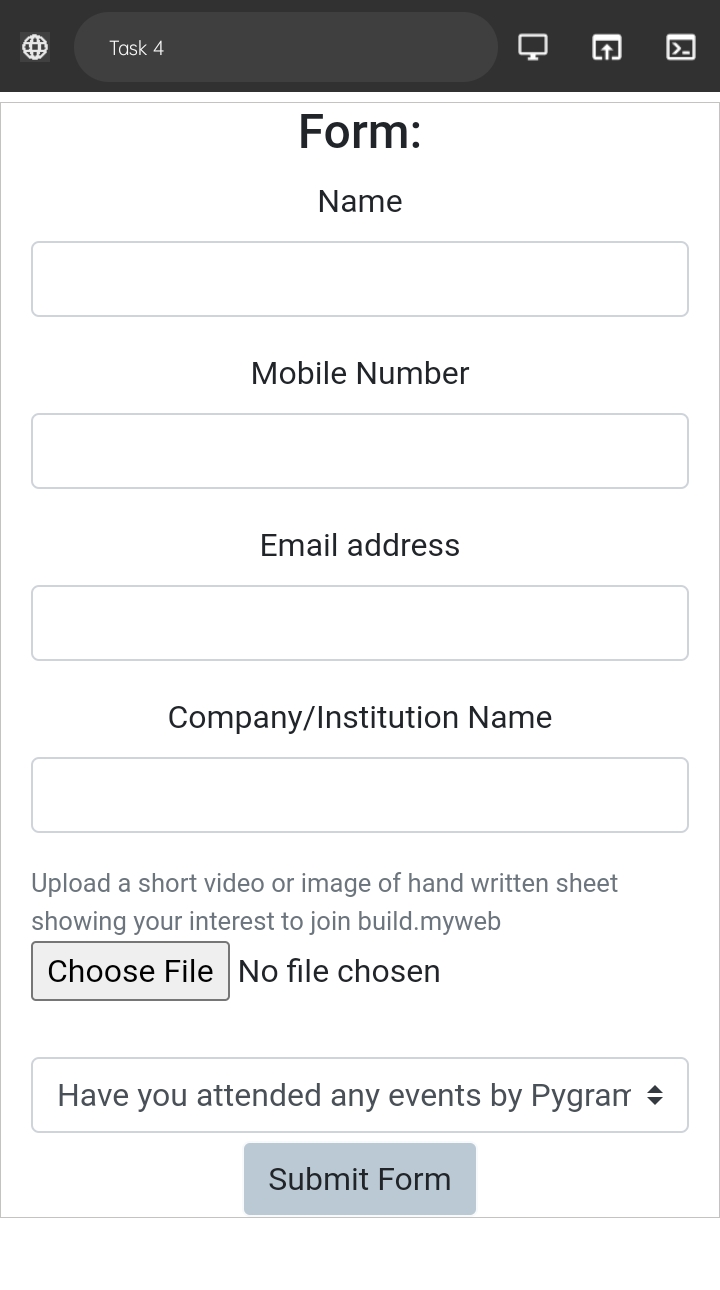 Task 4
Form:
Name
Mobile Number
Email address
Company/Institution Name
Upload a short video or image of hand written sheet
showing your interest to join build.myweb
Choose File No file chosen
Have you attended any events by Pygram
Submit Form